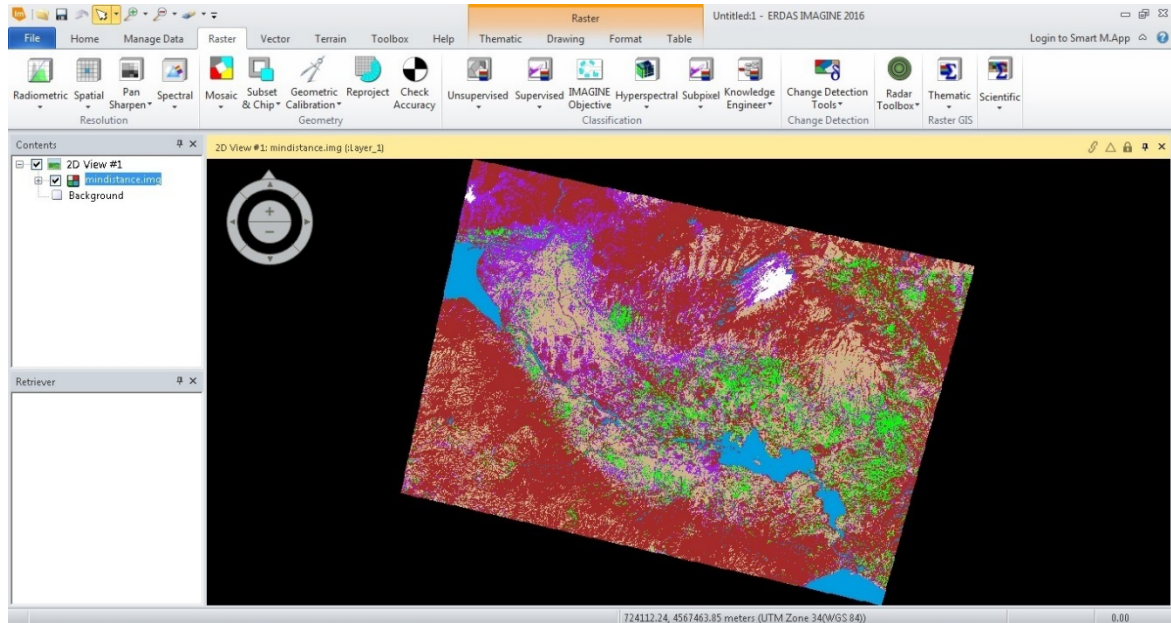 Raster
Untitled:1 - ERDAS IMAGINE 2016
File Home Manage Data Raster Vector Terrain Toolbox Help Thematic Drawing Format Table Login to Smart M.App
Radiometric Spatial Pan Sharpen Spectral Mosaic Subset & Chip Geometric Calibration Reproject Check Accuracy Unsupervised Supervised IMAGINE Objective Hyperspectral Subpixel Knowledge Engineer Change Detection Tools Radar Toolbox Thematic Scientific
Resolution Geometry Classification Change Detection Raster GIS
Contents
2D View #1: mindistance.img (:Layer_1)
2D View #1
mindistance.img
Background
Retriever
724112.24, 4567463.85 meters (UTM Zone 34(WGS 84)) 0.00